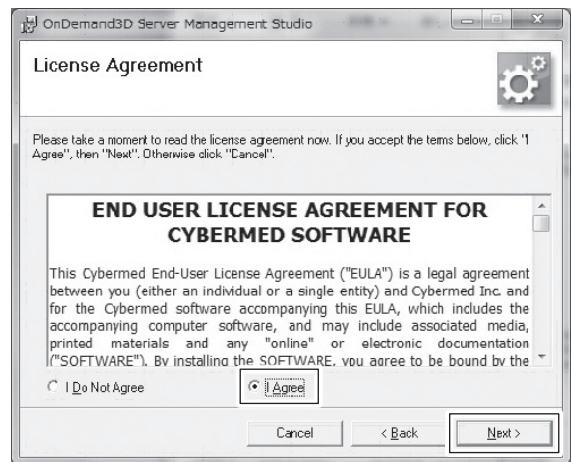 OnDemand3D Server Management Studio
License Agreement
Please take a moment to read the license agreement now. If you accept the terms below, click "I
Agree", then "Next". Otherwise click "Cancel".
END USER LICENSE AGREEMENT FOR
CYBERMED SOFTWARE
This Cybermed End-User License Agreement ("EULA") is a legal agreement
between you (either an individual or a single entity) and Cybermed Inc. and
for the Cybermed software accompanying this EULA, which includes the
accompanying computer software, and may include associated media,
printed materials and any "online" or electronic documentation
("SOFTWARE"). By installing the SOFTWARE, you agree to be bound by the
I Do Not Agree
I Agree
Cancel
< Back
Next >